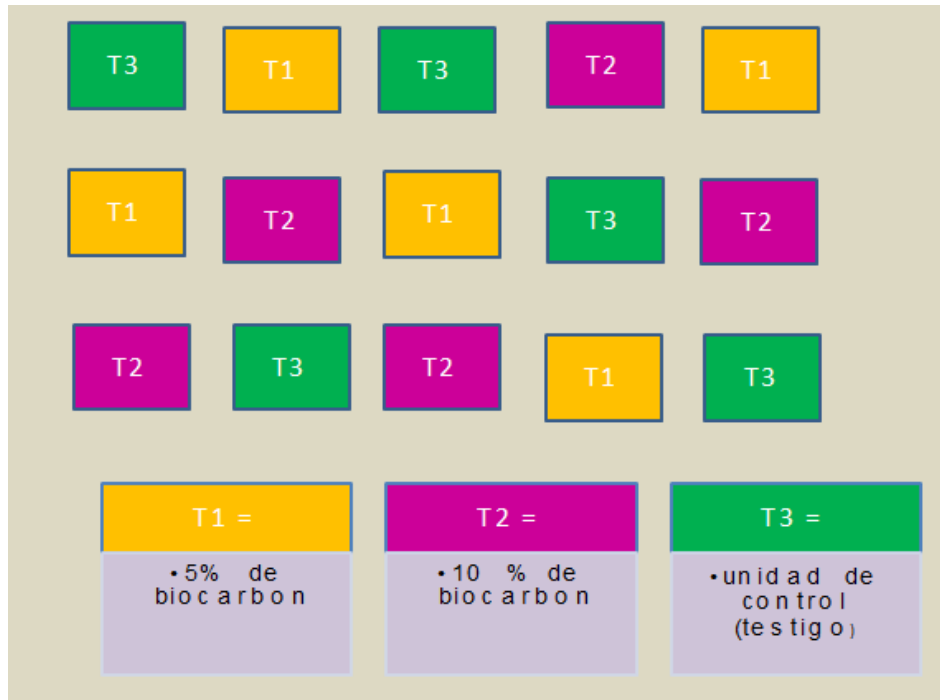 T3 T1 T3 T2 T1
T1 T2 T1 T3 T2
T2 T3 T2 T1 T3
T1 =
• 5% de
biocarbon
T2 =
• 10 % de
biocarbon
T3 =
• unidad de
control
(testigo)